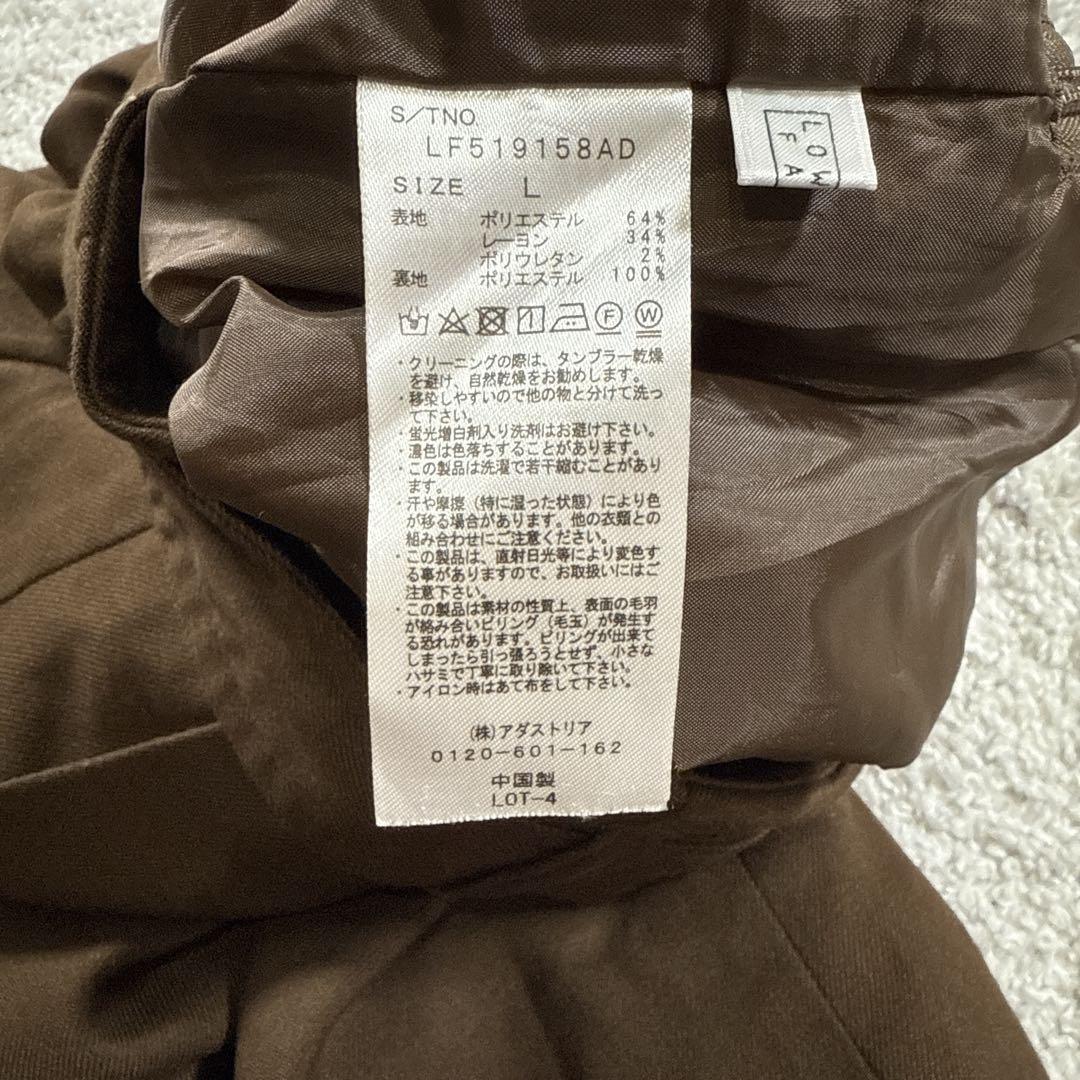 S/TNO.
LF519158AD
SIZE L
表地 ポリエステル 64%
レーヨン 34%
ポリウレタン 2%
裏地 ポリエステル 100%
1 F W
・クリーニングの際は、タンブラー乾燥
を避け、自然乾燥をお勧めします。
・移染しやすいので他の物と分けて洗っ
て下さい。
・蛍光増白剤入り洗剤はお避け下さい。
・濃色は色落ちすることがあります。
・この製品は洗濯で若干縮むことがあり
ます。
・汗や摩擦（特に湿った状態）により色
が移る場合があります。他の衣類との
組み合わせにご注意ください。
・この製品は、直射日光等により変色す
る事がありますので、お取扱いにはご
注意下さい。
・この製品は素材の性質上、表面の毛羽
が絡み合いピリング（毛玉）が発生す
る恐れがあります。ピリングが出来て
しまったら引っ張ろうとせず、小さな
ハサミで丁寧に取り除いて下さい。
・アイロン時はあて布をして下さい。
（株）アダストリア
0120-601-162
中国製
LOT-4
LOW
FA